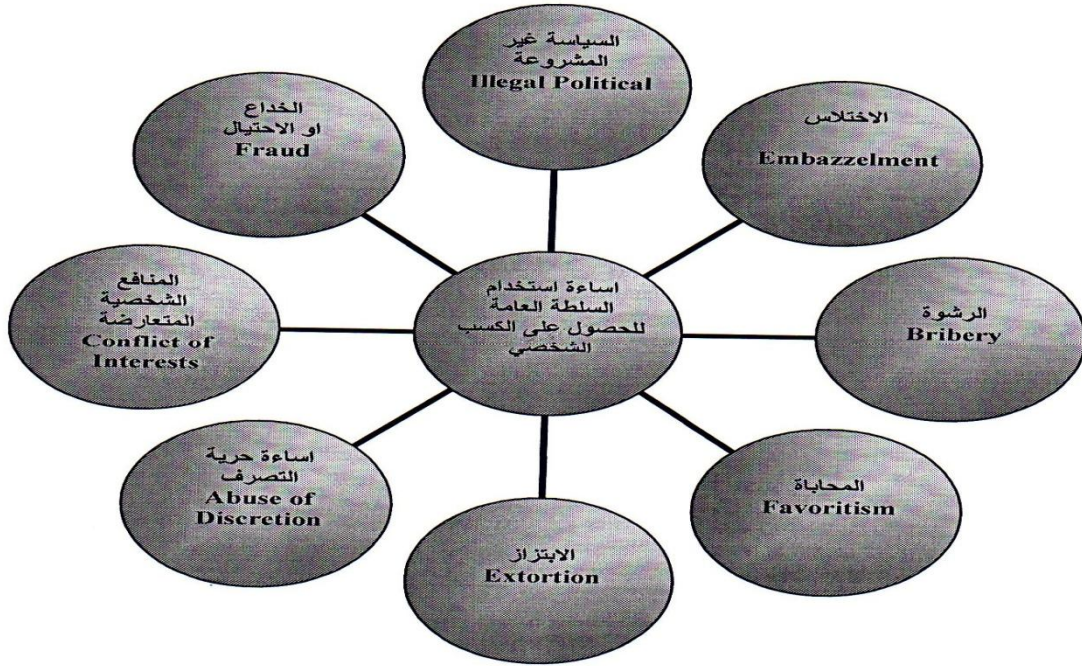 السياسة غير
المشروعة
Illegal Political
الاختلاس
Embazzelment
الرشوة
Bribery
المحاباة
Favoritism
الابتزاز
Extortion
اساءة حرية
التصرف
Abuse of
Discretion
المنافع
الشخصية
المتعارضة
Conflict of
Interests
الخداع
او الاحتيال
Fraud
اساءة استخدام
السلطة العامة
للحصول على الكسب
الشخصي